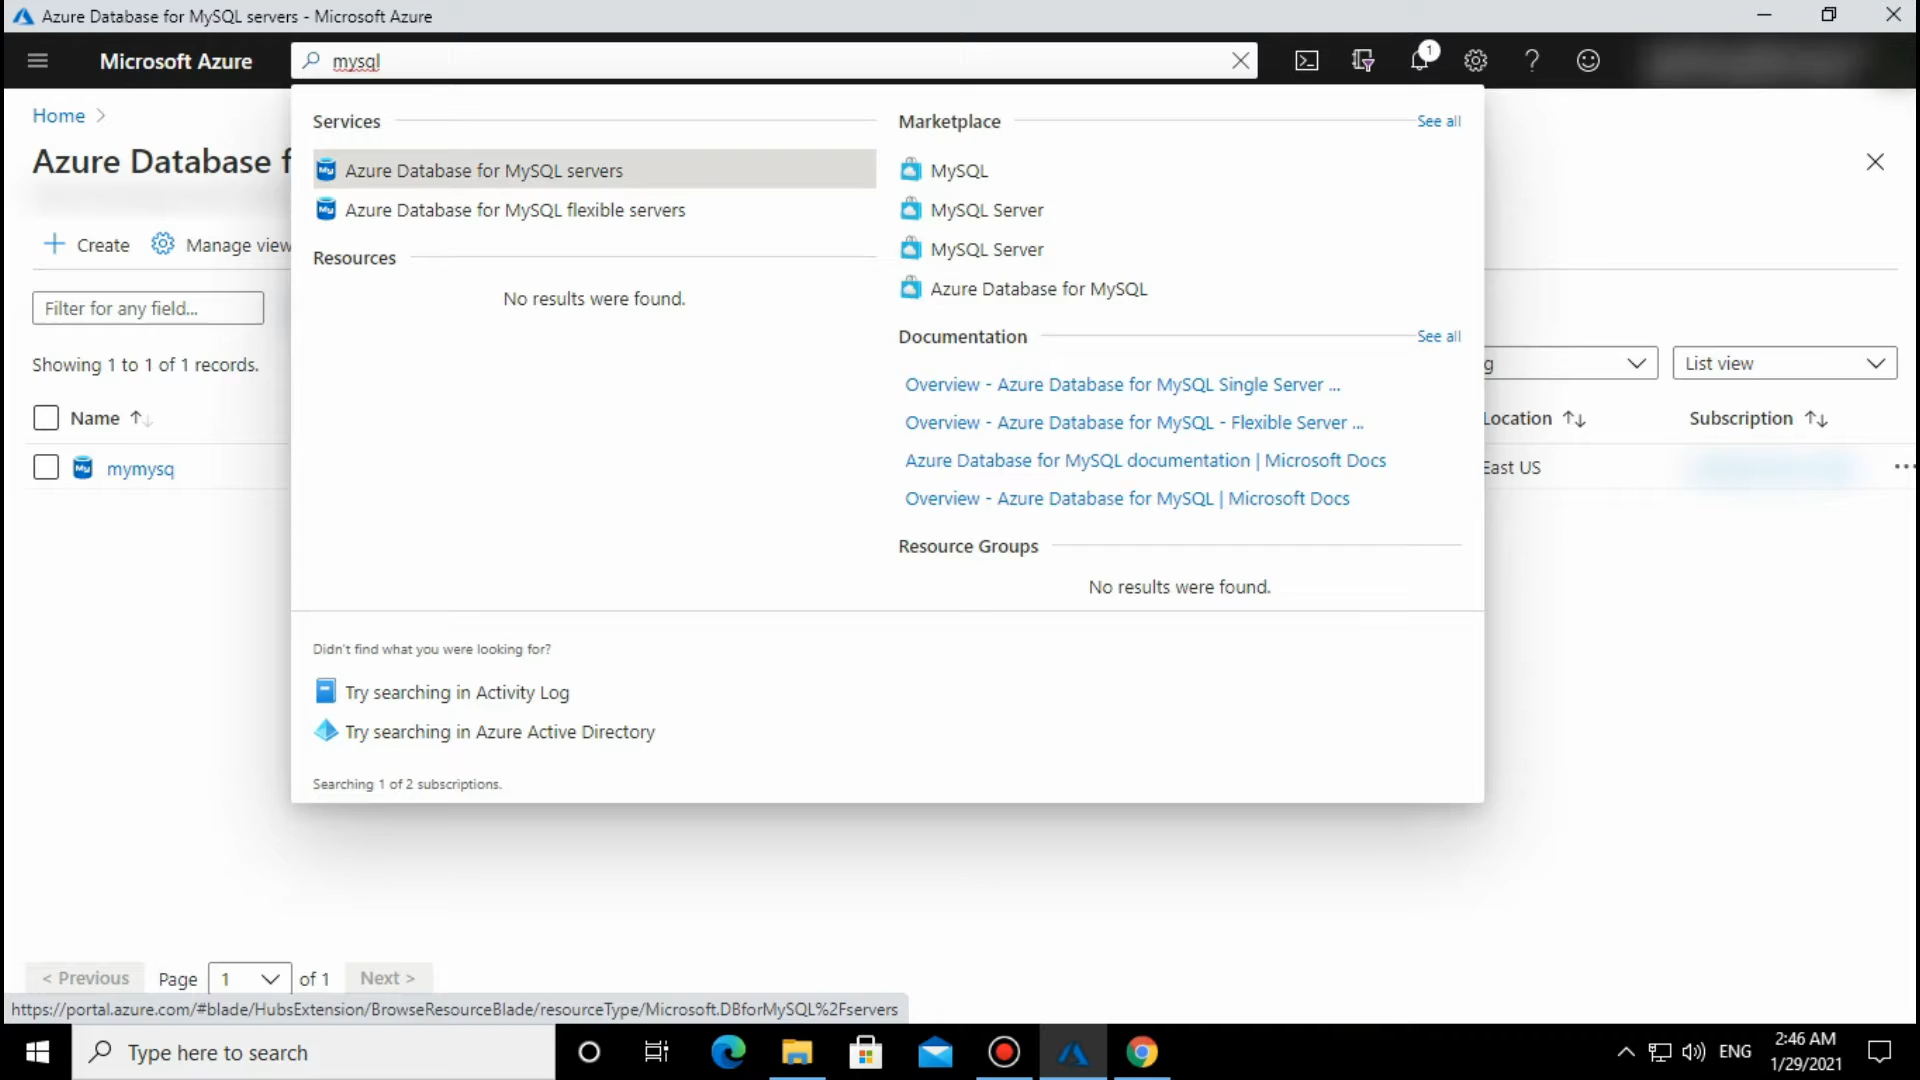 Azure Database for MySQL servers - Microsoft Azure
Microsoft Azure
mysql
1
Home >
Azure Database f
Create
Manage view
Filter for any field...
Showing 1 to 1 of 1 records.
Name
mymysq
Services
Azure Database for MySQL servers
Azure Database for MySQL flexible servers
Resources
No results were found.
Marketplace
See all
MySQL
MySQL Server
MySQL Server
Azure Database for MySQL
Documentation
See all
Overview - Azure Database for MySQL Single Server ...
Overview - Azure Database for MySQL - Flexible Server ...
Azure Database for MySQL documentation | Microsoft Docs
Overview - Azure Database for MySQL | Microsoft Docs
Resource Groups
No results were found.
Didn't find what you were looking for?
Try searching in Activity Log
Try searching in Azure Active Directory
Searching 1 of 2 subscriptions.
g
List view
Location
Subscription
East US
< Previous
Page 1 of 1
Next >
https://portal.azure.com/#blade/HubsExtension/BrowseResourceBlade/resourceType/Microsoft.DBforMySQL%2Fservers
Type here to search
ENG
2:46 AM
1/29/2021